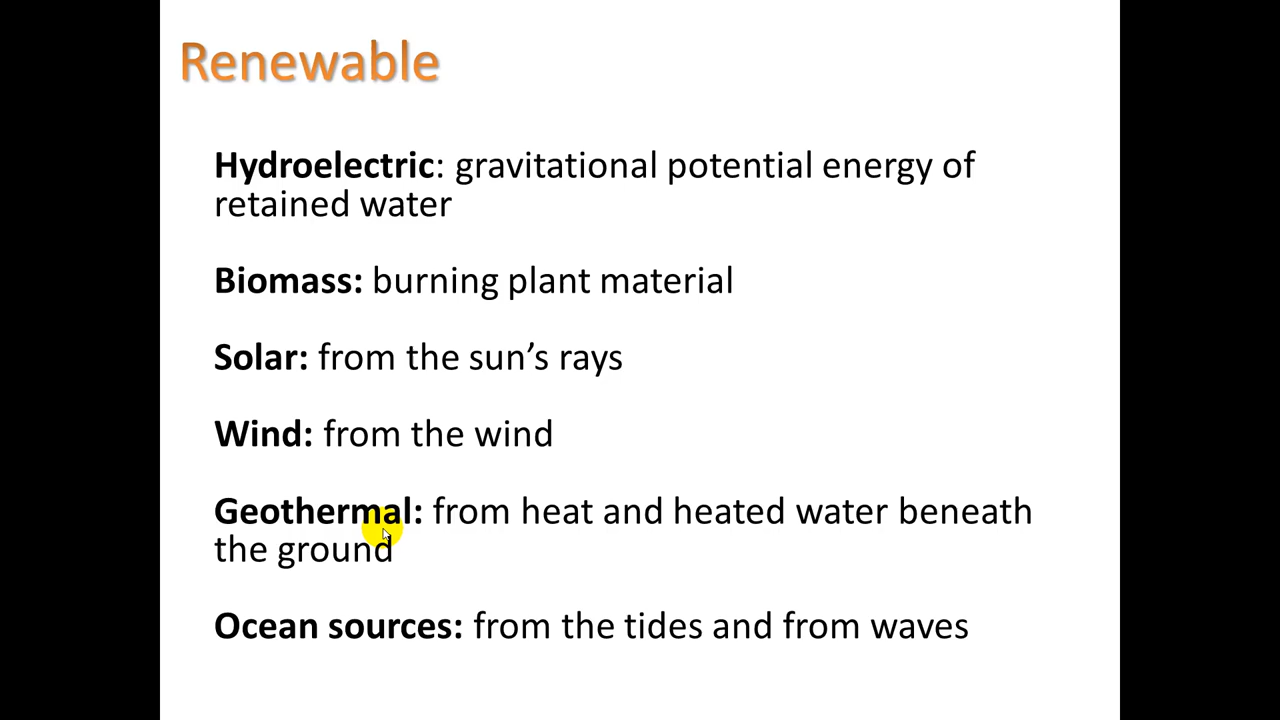 Renewable
Hydroelectric: gravitational potential energy of
retained water
Biomass: burning plant material
Solar: from the sun’s rays
Wind: from the wind
Geothermal: from heat and heated water beneath
the ground
Ocean sources: from the tides and from waves